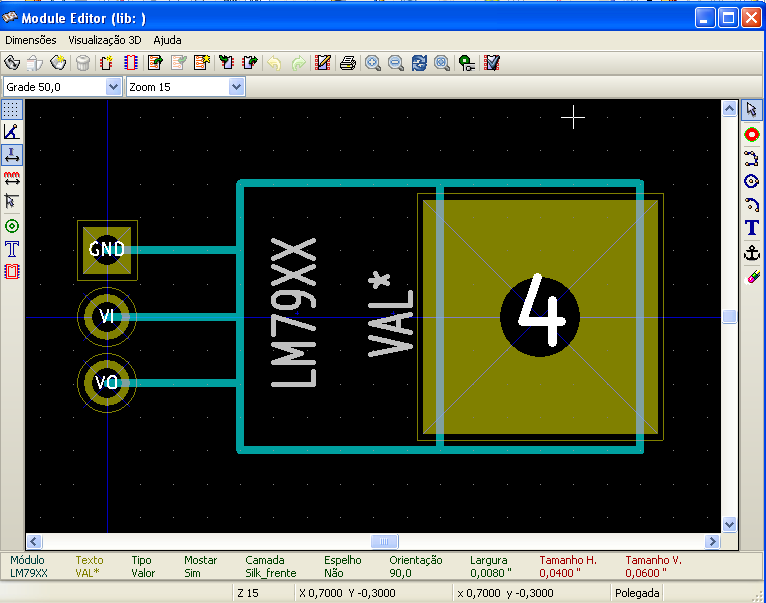 Module Editor (lib: )
Dimensões Visualização 3D Ajuda
Grade 50,0 Zoom 15
GND
VI
VO
LM79XX
VAL*
4
Módulo Texto Tipo Mostrar Camada Espelho Orientação Largura Tamanho H. Tamanho V.
LM79XX VAL* Valor Sim Silk_frente Não 90,0 0,0080 " 0,0400 " 0,0600 "
Z 15 X 0,7000 Y -0,3000 x 0,7000 y -0,3000 Polegada